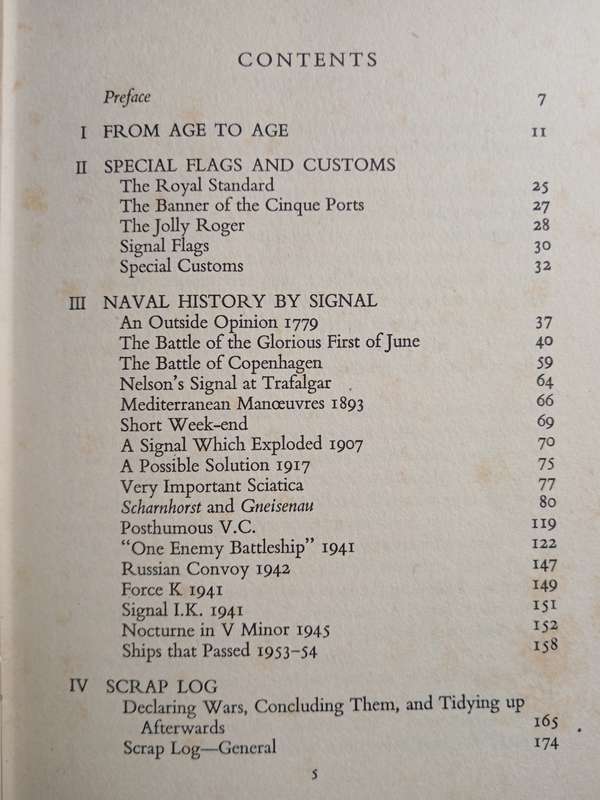 CONTENTS
Preface 7
I FROM AGE TO AGE 11
II SPECIAL FLAGS AND CUSTOMS
The Royal Standard 25
The Banner of the Cinque Ports 27
The Jolly Roger 28
Signal Flags 30
Special Customs 32
III NAVAL HISTORY BY SIGNAL
An Outside Opinion 1779 37
The Battle of the Glorious First of June 40
The Battle of Copenhagen 59
Nelson's Signal at Trafalgar 64
Mediterranean Manœuvres 1893 66
Short Week-end 69
A Signal Which Exploded 1907 70
A Possible Solution 1917 75
Very Important Sciatica 77
Scharnhorst and Gneisenau 80
Posthumous V.C. 119
"One Enemy Battleship" 1941 122
Russian Convoy 1942 147
Force K 1941 149
Signal I.K. 1941 151
Nocturne in V Minor 1945 152
Ships that Passed 1953–54 158
IV SCRAP LOG
Declaring Wars, Concluding Them, and Tidying up
Afterwards 165
Scrap Log—General 174
5